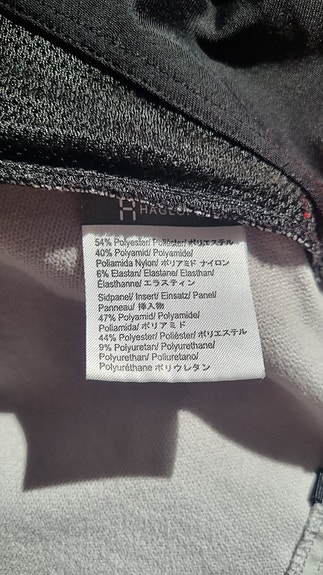 54% Polyester/ Poliéster/ ポリエステル
40% Polyamid/ Polyamide/
Poliamida Nylon/ ポリアミド ナイロン/
6% Elastan/ Elastane/ Elasthan/
Élasthanne/ エラスティン/
Sidpanel/ Insert/ Einsatz/ Panel/
Panneau/ 挿入物
47% Polyamid/ Polyamide/
Poliamida/ ポリアミド
44% Polyester/ Poliéster/ ポリエステル
9% Polyuretan/ Polyurethane/
Polyurethan/ Poliuretano/
Polyuréthane ポリウレタン